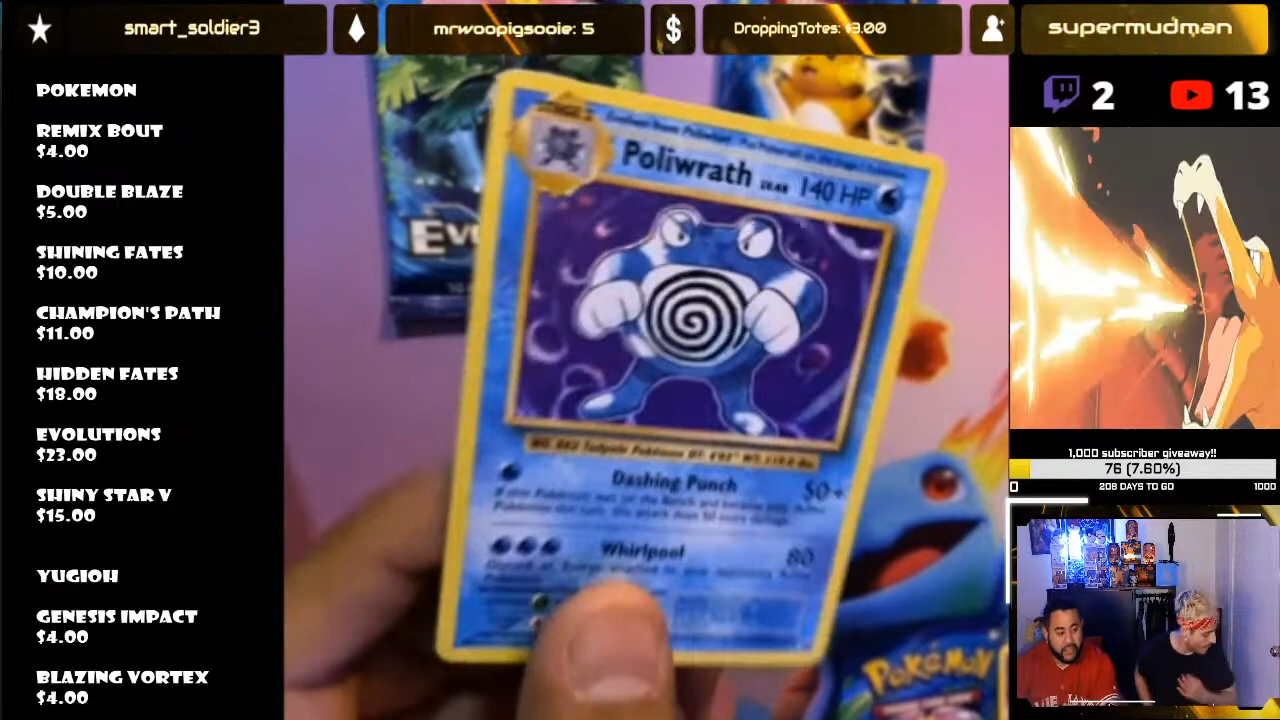 smart_soldier3
mrwoopigsooie: 5
$
DroppingTotes: $3.00
supermudman
2
13
POKEMON
REMIX BOUT
$4.00
DOUBLE BLAZE
$5.00
SHINING FATES
$10.00
CHAMPION'S PATH
$11.00
HIDDEN FATES
$18.00
EVOLUTIONS
$23.00
SHINY STAR V
$15.00
YUGIOH
GENESIS IMPACT
$4.00
BLAZING VORTEX
$4.00
Poliwrath 140 HP
Evo
Dashing Punch 50+
Whirlpool 80
POKéMON
1,000 subscriber giveaway!!
76 (7.60%)
0 208 DAYS TO GO 1000